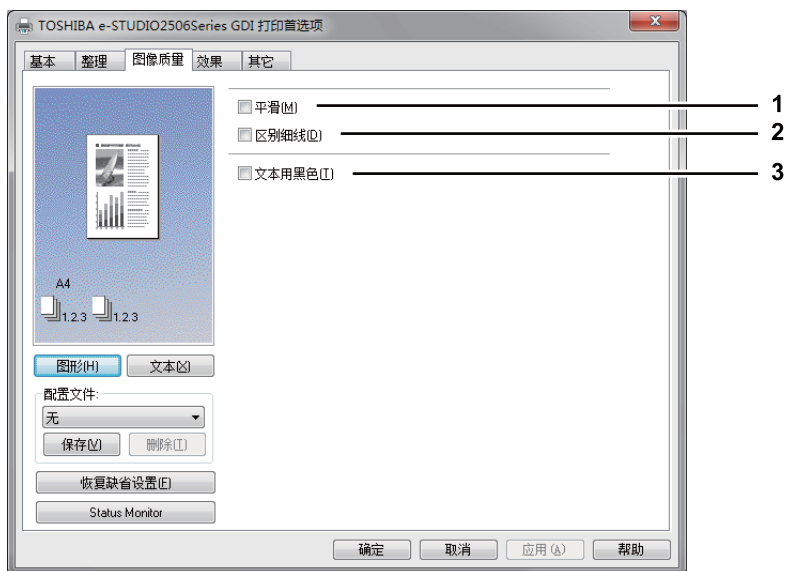 TOSHIBA e-STUDIO2506Series GDI 打印首选项
基本 整理 图像质量 效果 其它
平滑(M) 1
区别细线(D) 2
文本用黑色(T) 3
A4
1.2.3 1.2.3
图形(H) 文本(X)
配置文件:
无
保存(V) 删除(T)
恢复缺省设置(F)
Status Monitor
确定 取消 应用(A) 帮助